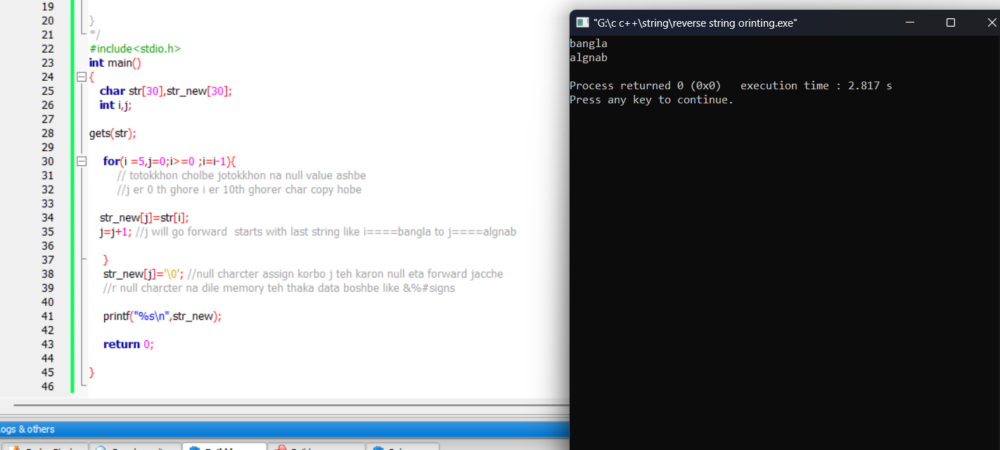 19
20 }
21 */
22 #include<stdio.h>
23 int main()
24 {
25 char str[30],str_new[30];
26 int i,j;
27
28 gets(str);
29
30 for(i =5,j=0;i>=0 ;i=i-1){
31 // totokkhon cholbe jotokkhon na null value ashbe
32 //j er 0 th ghore i er 10th ghorer char copy hobe
33
34 str_new[j]=str[i];
35 j=j+1; //j will go forward  starts with last string like i====bangla to j====algnab
36
37 }
38 str_new[j]='\0'; //null charcter assign korbo j teh karon null eta forward jacche
39 //r null charcter na dile memory teh thaka data boshbe like &%#signs
40
41 printf("%s\n",str_new);
42
43 return 0;
44
45 }
46
ogs & others
"G:\c c++\string\reverse string orinting.exe"
bangla
algnab
Process returned 0 (0x0)   execution time : 2.817 s
Press any key to continue.